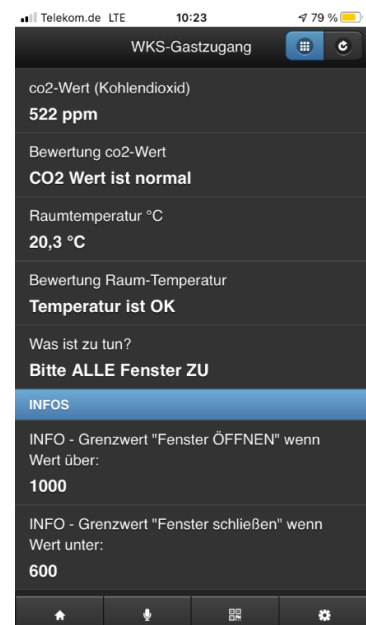 Telekom.de LTE 10:23 79 %
WKS-Gastzugang
co2-Wert (Kohlendioxid)
522 ppm
Bewertung co2-Wert
CO2 Wert ist normal
Raumtemperatur °C
20,3 °C
Bewertung Raum-Temperatur
Temperatur ist OK
Was ist zu tun?
Bitte ALLE Fenster ZU
INFOS
INFO - Grenzwert "Fenster ÖFFNEN" wenn
Wert über:
1000
INFO - Grenzwert "Fenster schließen" wenn
Wert unter:
600